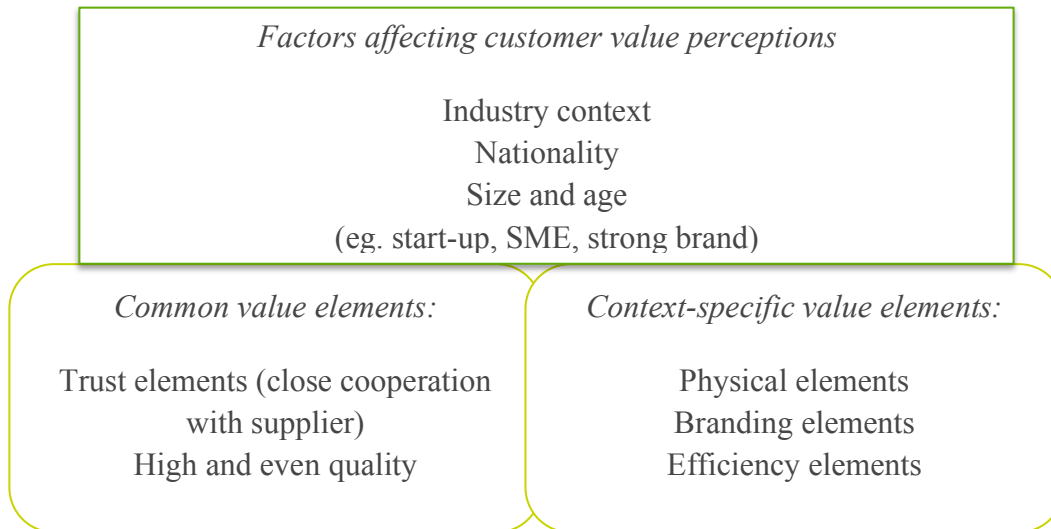 Factors affecting customer value perceptions
Industry context
Nationality
Size and age
(eg. start-up, SME, strong brand)
Common value elements:
Trust elements (close cooperation
with supplier)
High and even quality
Context-specific value elements:
Physical elements
Branding elements
Efficiency elements